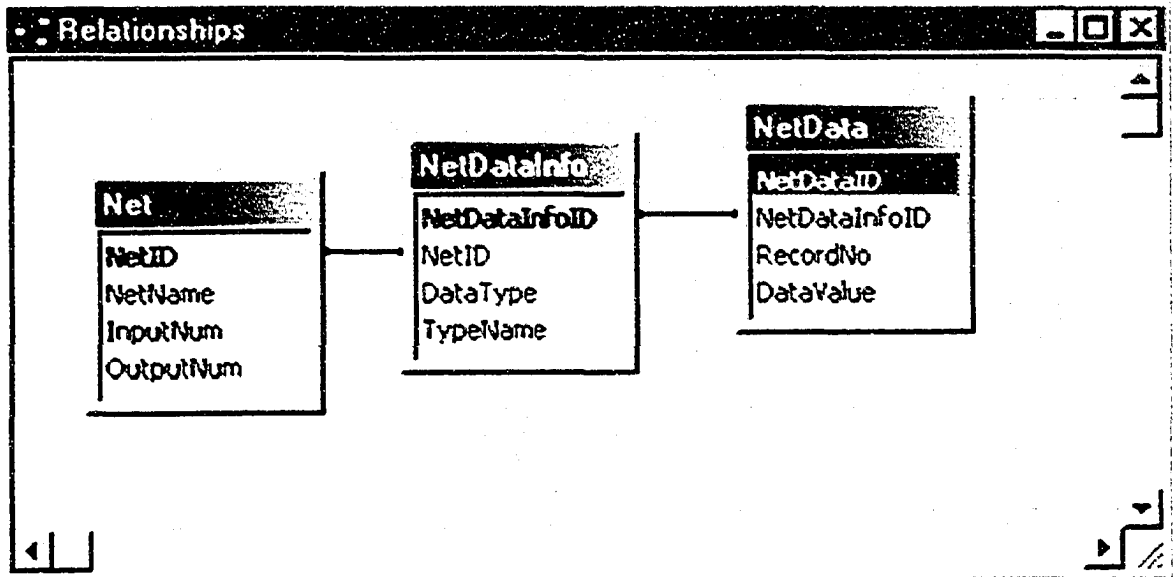 Relationships
Net
NetID
NetName
InputNum
OutputNum
NetDataInfo
NetDataInfoID
NetID
DataType
TypeName
NetData
NetDataID
NetDataInfoID
RecordNo
DataValue